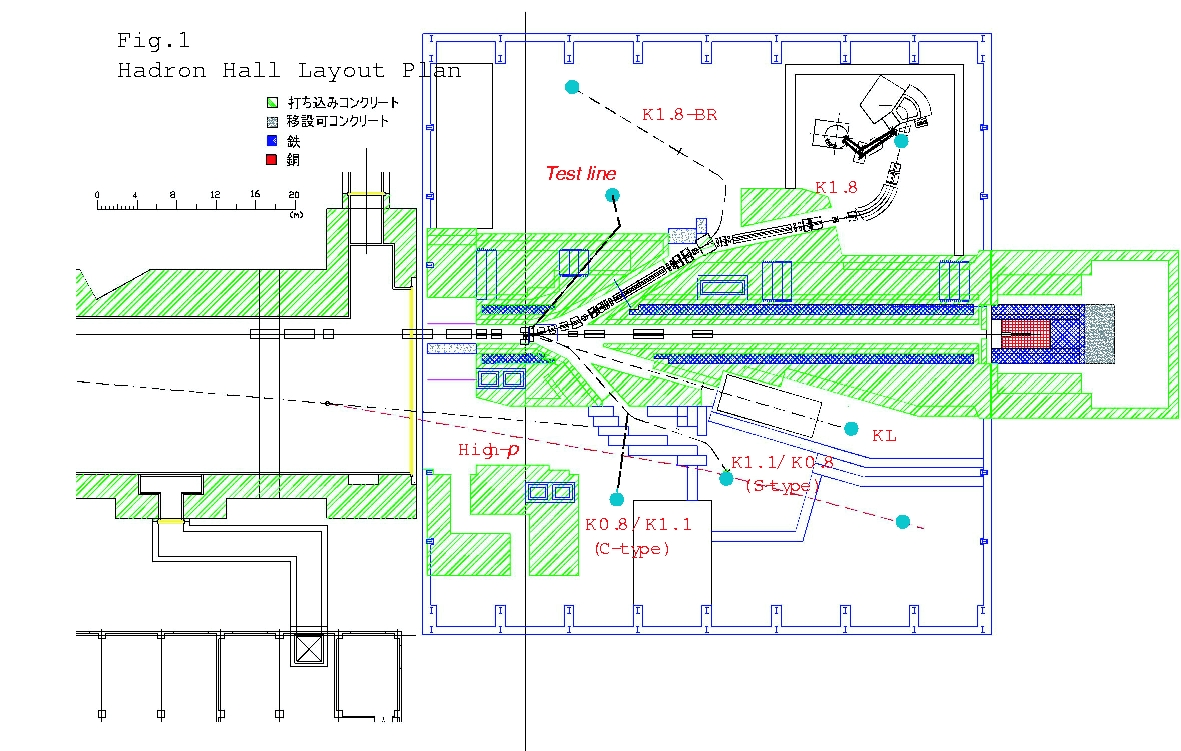 Fig.1
Hadron Hall Layout Plan
打ち込みコンクリート
移設可コンクリート
鉄
銅
0 4 8 12 16 20
(m)
K1.8-BR
Test line
K1.8
High-p
KL
K1.1/K0.8
(S-type)
K0.8/K1.1
(C-type)